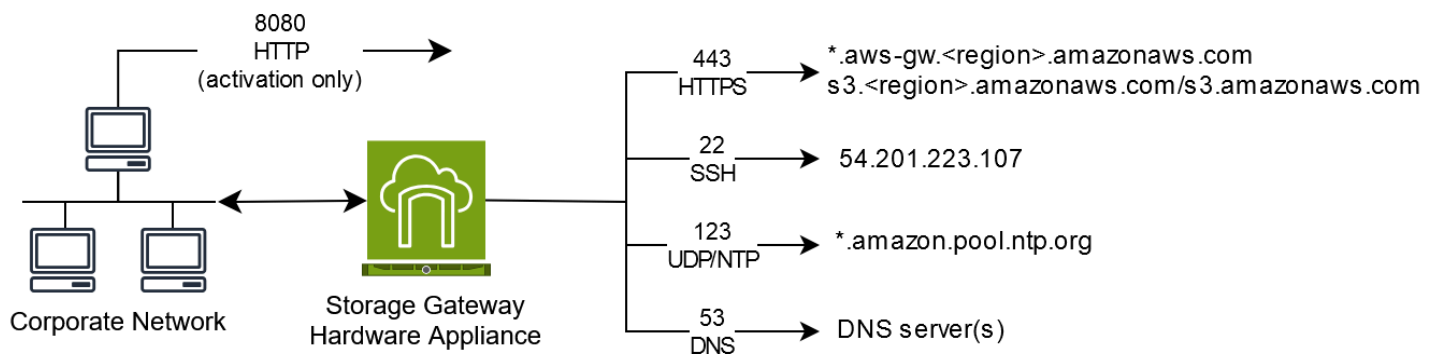 8080
HTTP
(activation only)
443
HTTPS
*.aws-gw.<region>.amazonaws.com
s3.<region>.amazonaws.com/s3.amazonaws.com
22
SSH
54.201.223.107
123
UDP/NTP
*.amazon.pool.ntp.org
53
DNS
DNS server(s)
Corporate Network
Storage Gateway
Hardware Appliance